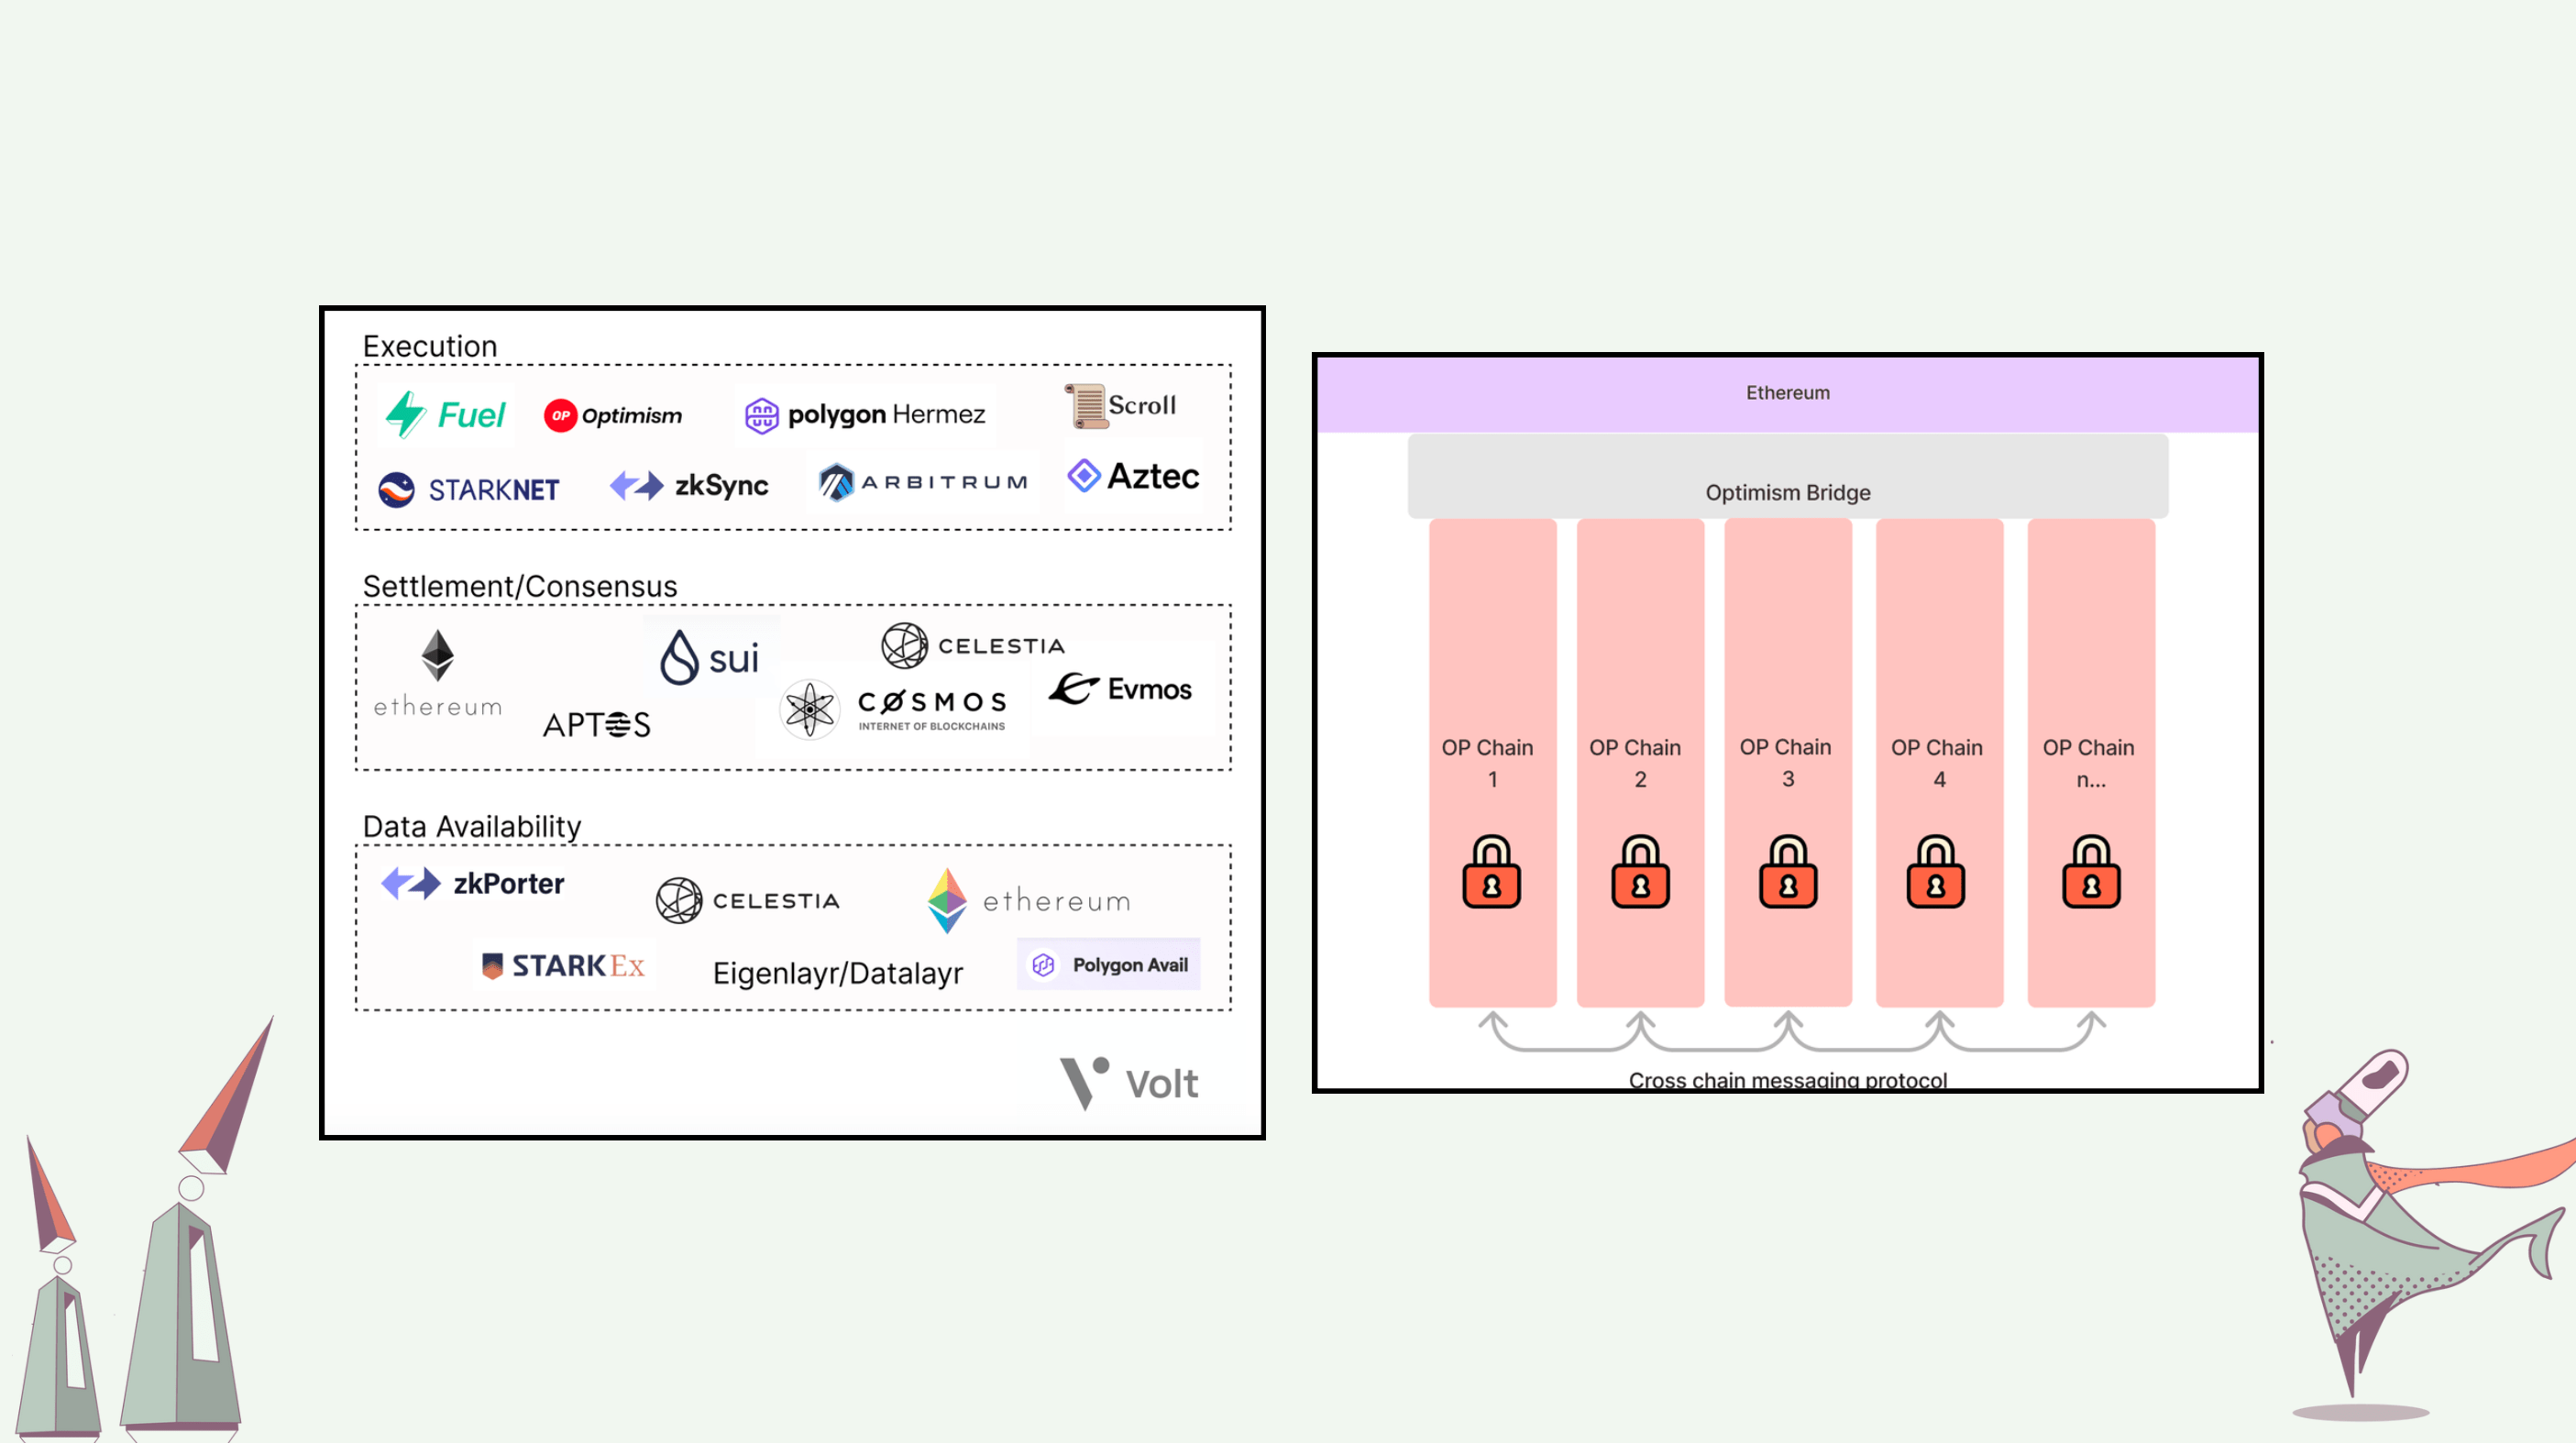 Execution
Fuel
OP Optimism
polygon Hermez
Scroll
STARKNET
zkSync
ARBITRUM
Aztec
Settlement/Consensus
ethereum
sui
CELESTIA
APTOS
COSMOS
INTERNET OF BLOCKCHAINS
Evmos
Data Availability
zkPorter
CELESTIA
ethereum
STARKEx
Eigenlayr/Datalayr
Polygon Avail
Volt
Ethereum
Optimism Bridge
OP Chain
1
OP Chain
2
OP Chain
3
OP Chain
4
OP Chain
n...
Cross chain messaging protocol